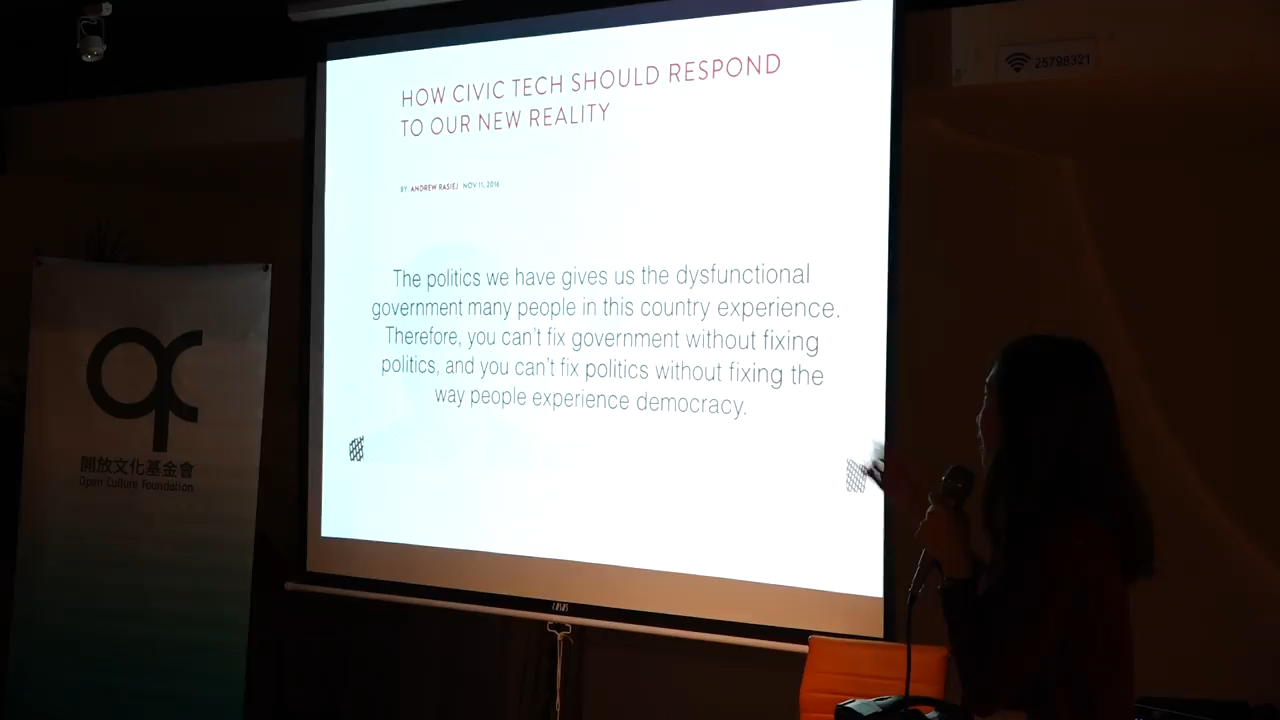 HOW CIVIC TECH SHOULD RESPOND
TO OUR NEW REALITY
BY ANDREW RASIEJ NOV 11, 2016
The politics we have gives us the dysfunctional
government many people in this country experience.
Therefore, you can't fix government without fixing
politics, and you can't fix politics without fixing the
way people experience democracy.
25798321
開放文化基金會
Open Culture Foundation